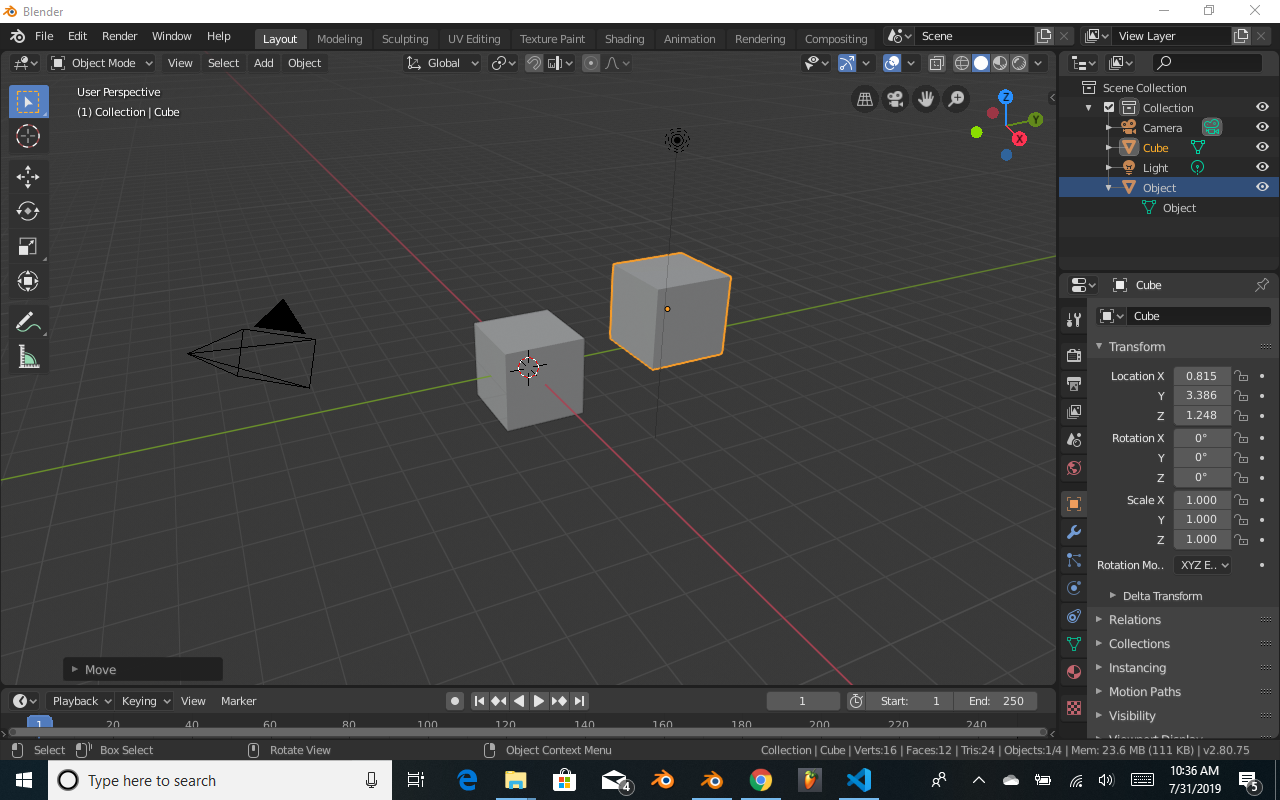 Blender
File Edit Render Window Help Layout Modeling Sculpting UV Editing Texture Paint Shading Animation Rendering Compositing Scene View Layer
Object Mode View Select Add Object Global
User Perspective
(1) Collection | Cube
Z
Y
X
Scene Collection
Collection
Camera
Cube
Light
Object
Object
Cube
Cube
Transform
Location X 0.815
Y 3.386
Z 1.248
Rotation X 0°
Y 0°
Z 0°
Scale X 1.000
Y 1.000
Z 1.000
Rotation Mo.. XYZ E..
Delta Transform
Relations
Collections
Instancing
Motion Paths
Visibility
Viewport Display
Move
Playback Keying View Marker 1 Start: 1 End: 250
1 20 40 60 80 100 120 140 160 180 200 220 240
Select Box Select Rotate View Object Context Menu Collection | Cube | Verts:16 | Faces:12 | Tris:24 | Objects:1/4 | Mem: 23.6 MB (111 KB) | v2.80.75
Type here to search 4 10:36 AM
7/31/2019 5